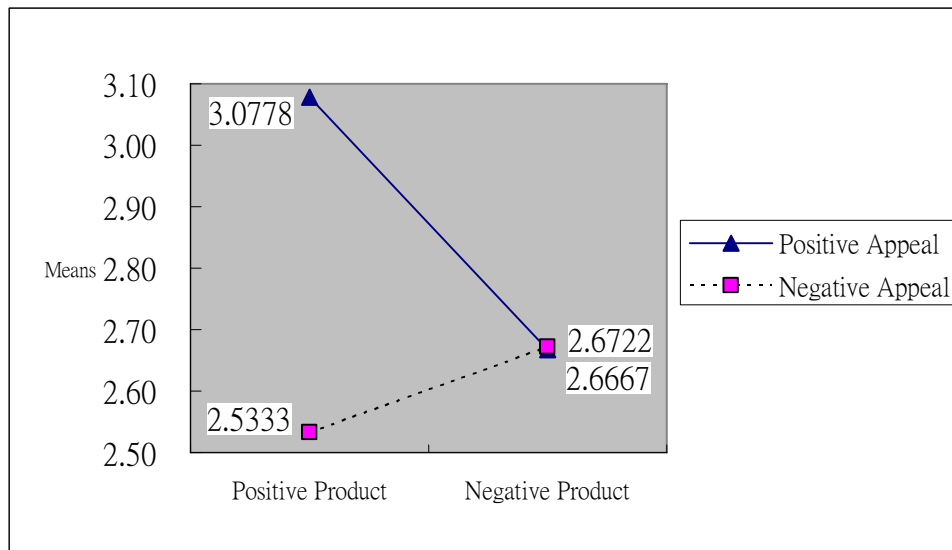 3.10
3.0778
3.00
2.90
Positive Appeal
Means 2.80
Negative Appeal
2.70
2.6722
2.6667
2.60
2.5333
2.50
Positive Product Negative Product